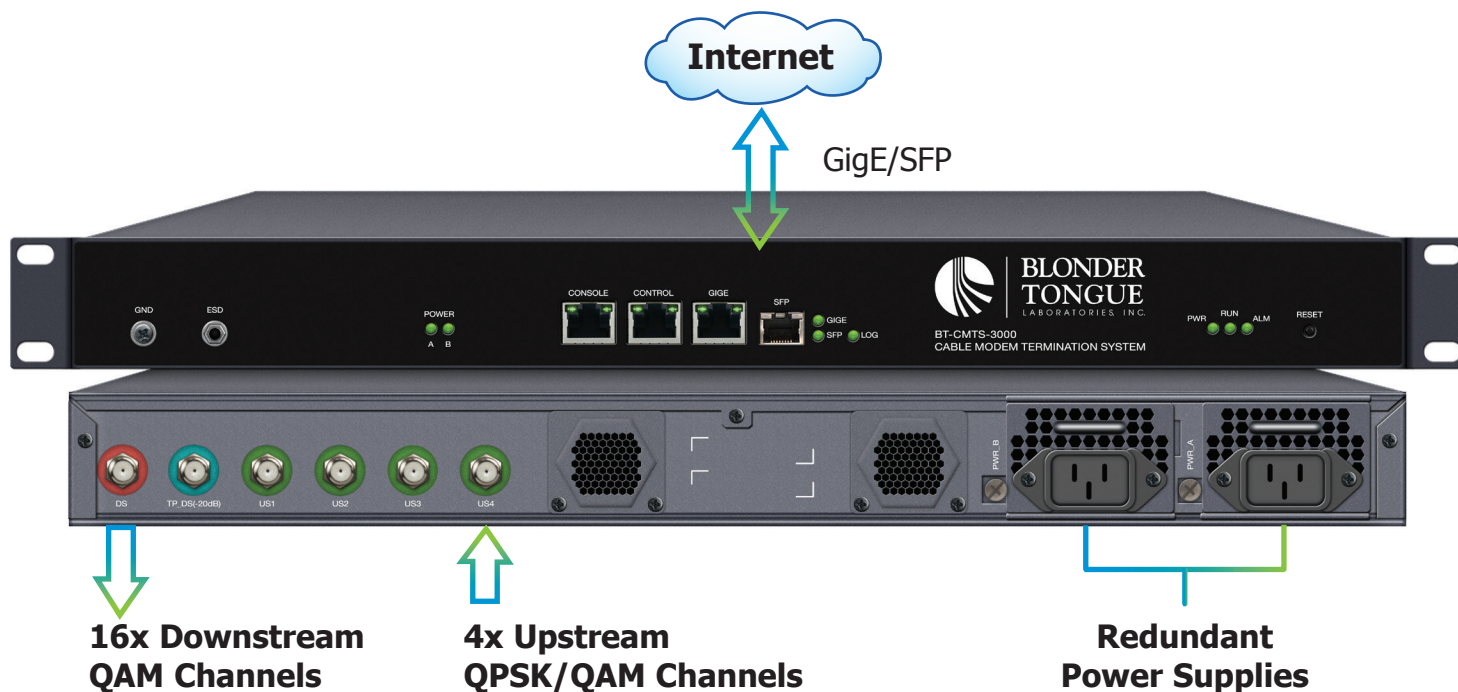 Internet
GigE/SFP
BLONDER
TONGUE
LABORATORIES, INC.
GND
ESD
POWER
A B
CONSOLE
CONTROL
GIGE
SFP
GIGE
SFP
LOG
BT-CMTS-3000
CABLE MODEM TERMINATION SYSTEM
PWR
RUN
ALM
RESET
DS
TP_DS(-20dB)
US1
US2
US3
US4
PWR_B
PWR_A
16x Downstream
QAM Channels
4x Upstream
QPSK/QAM Channels
Redundant
Power Supplies